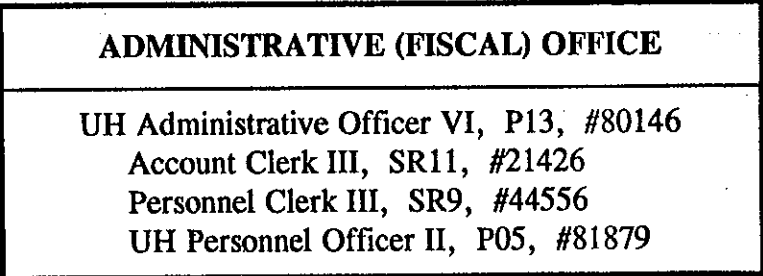 ADMINISTRATIVE (FISCAL) OFFICE
UH Administrative Officer VI, P13, #80146
Account Clerk III, SR11, #21426
Personnel Clerk III, SR9, #44556
UH Personnel Officer II, P05, #81879